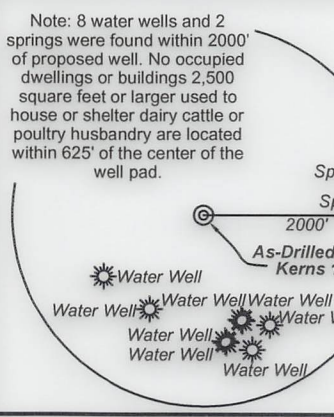 Note: 8 water wells and 2
springs were found within 2000'
of proposed well. No occupied
dwellings or buildings 2,500
square feet or larger used to
house or shelter dairy cattle or
poultry husbandry are located
within 625' of the center of the
well pad.
2000'
As-Drilled
Kerns
Water Well
Water Well Water Well Water Well
Water Well
Water Well
Water Well